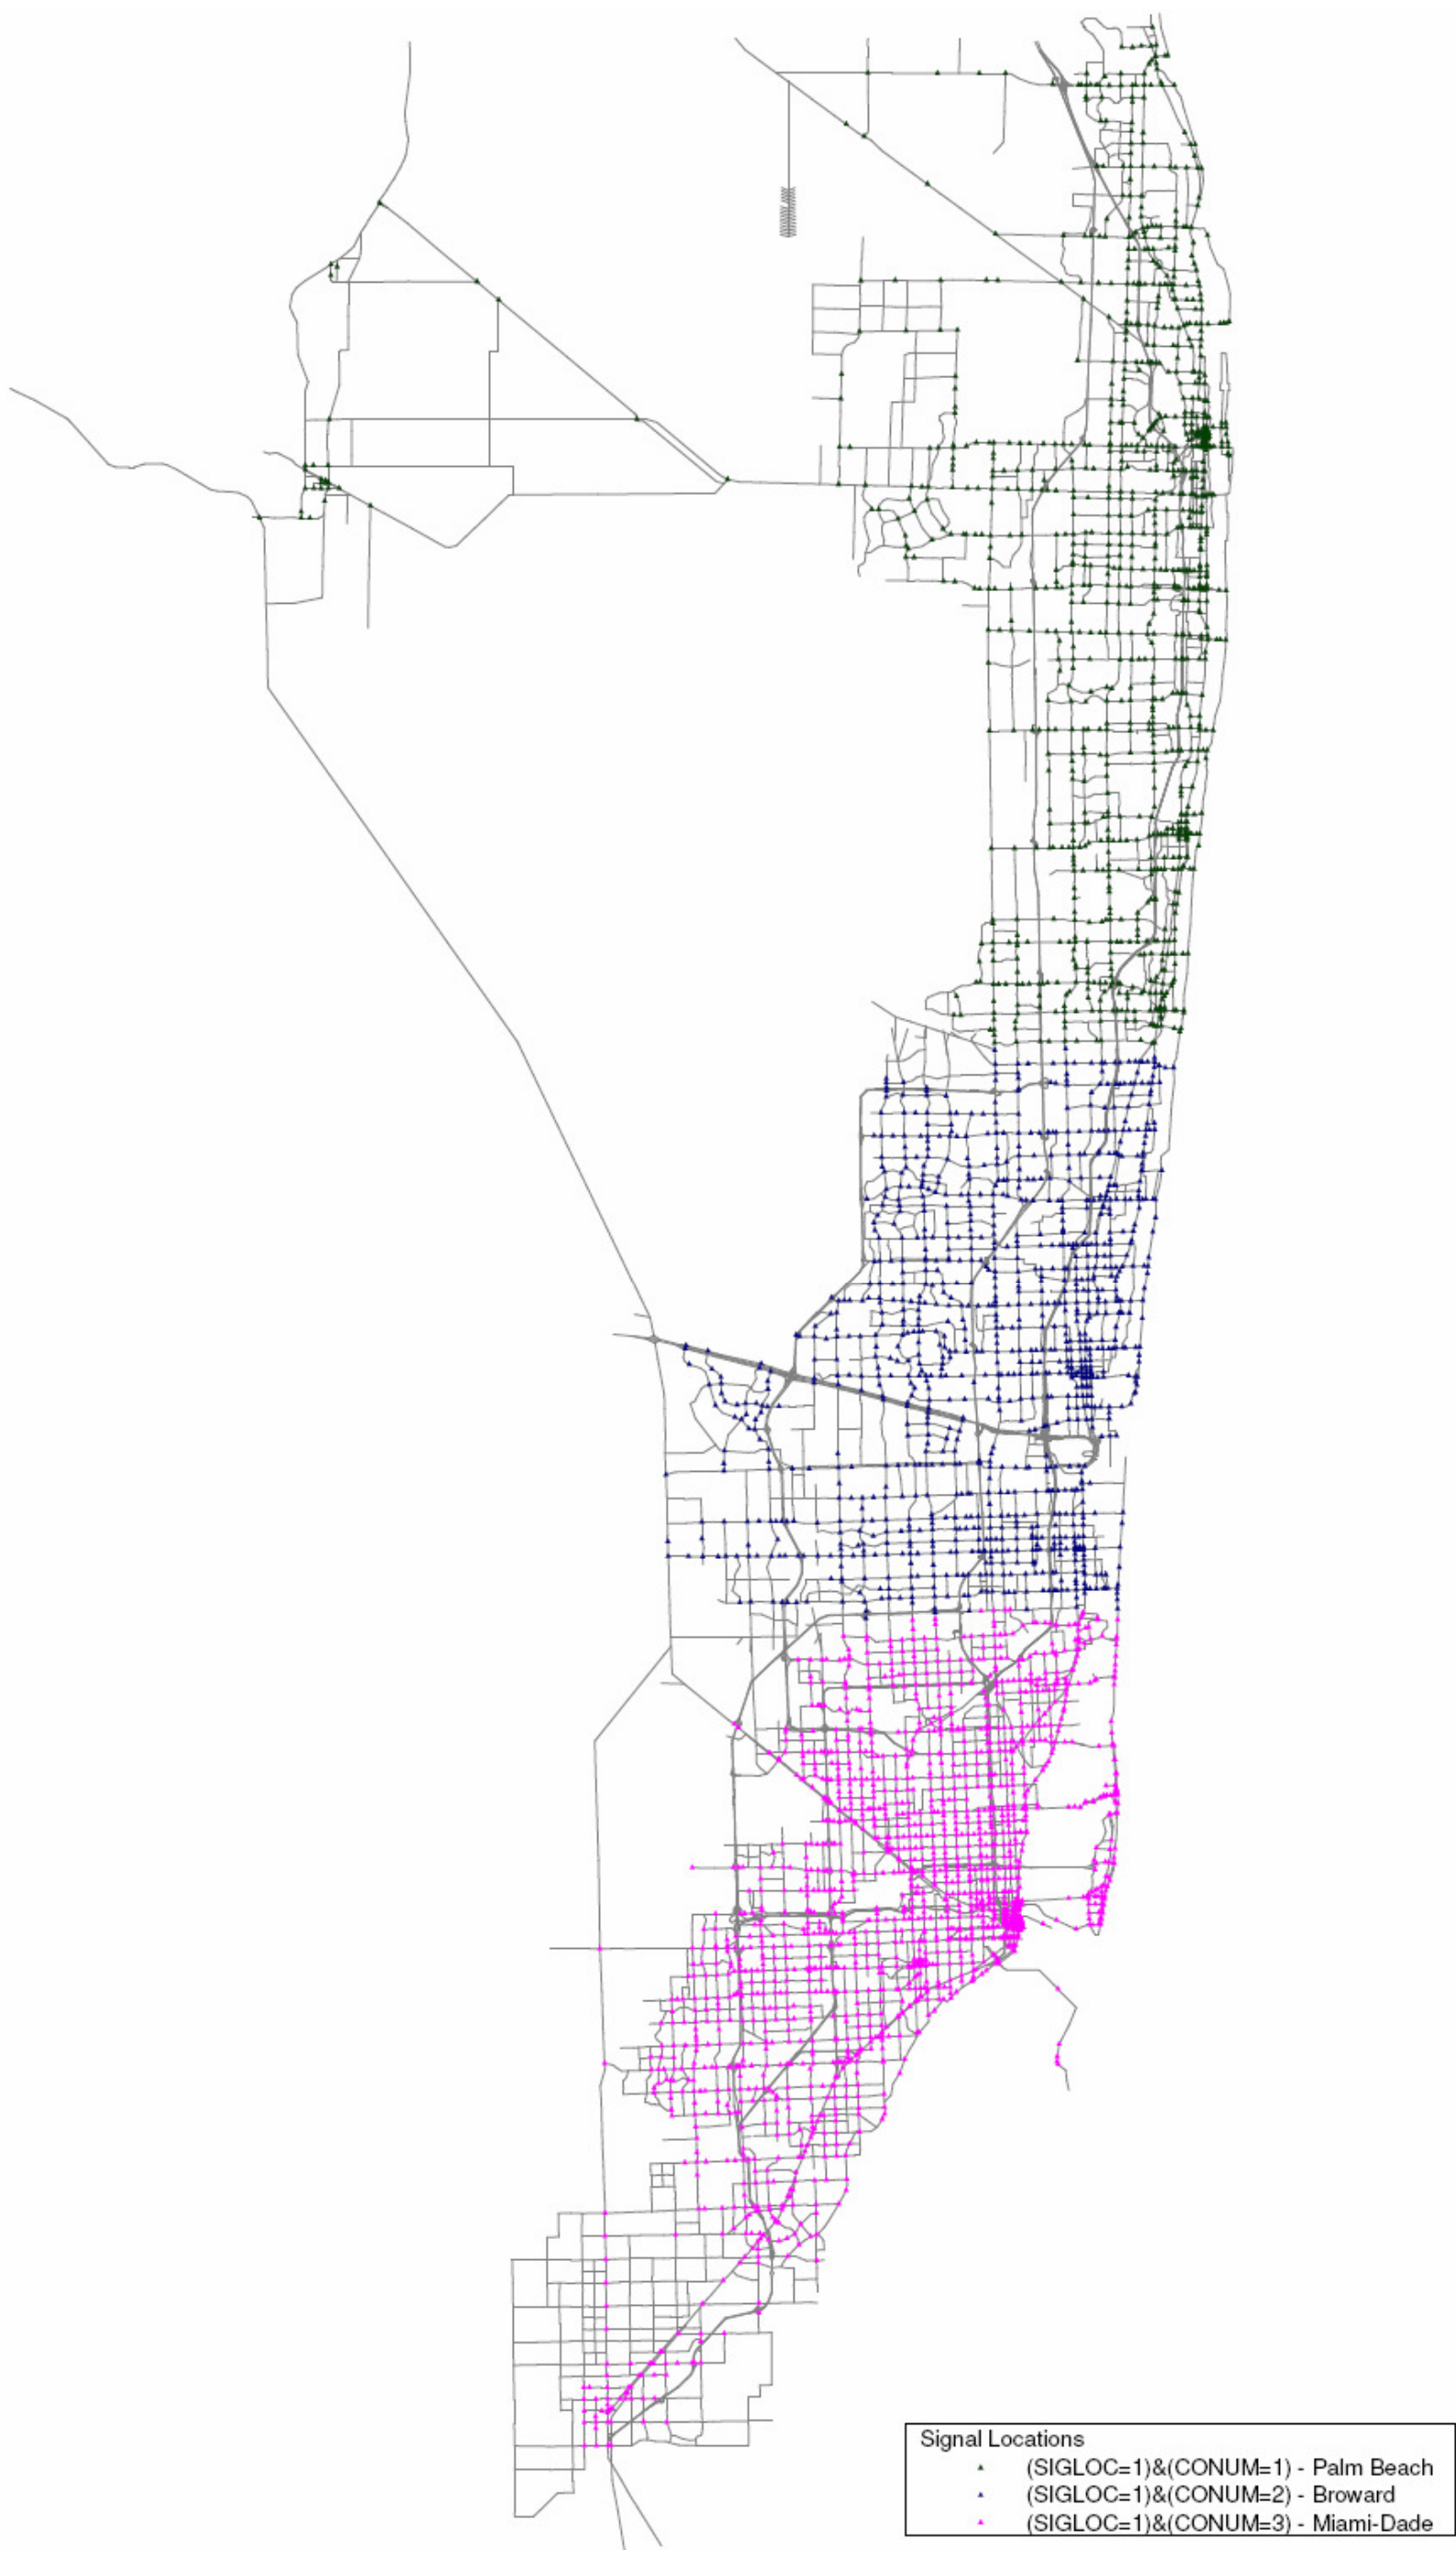 Signal Locations
(SIGLOC=1)&(CONUM=1) - Palm Beach
(SIGLOC=1)&(CONUM=2) - Broward
(SIGLOC=1)&(CONUM=3) - Miami-Dade